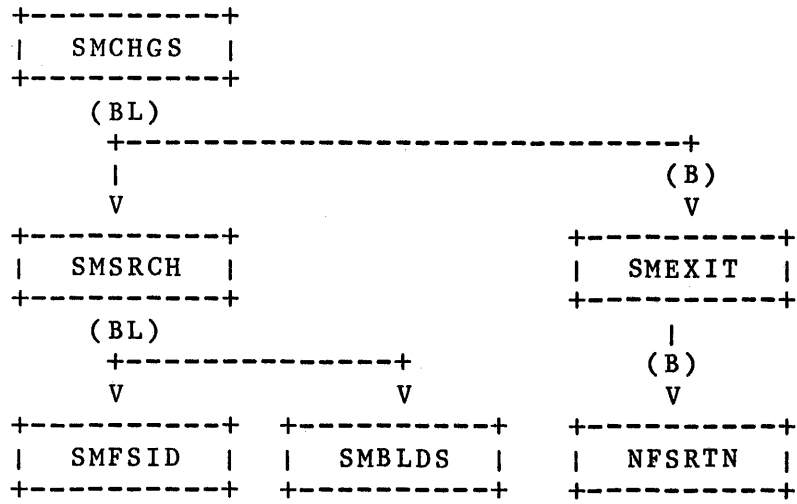 SMCHGS
(BL)
(B)
V
V
SMSRCH
SMEXIT
(BL)
(B)
V
V
V
SMFSID
SMBLDS
NFSRTN